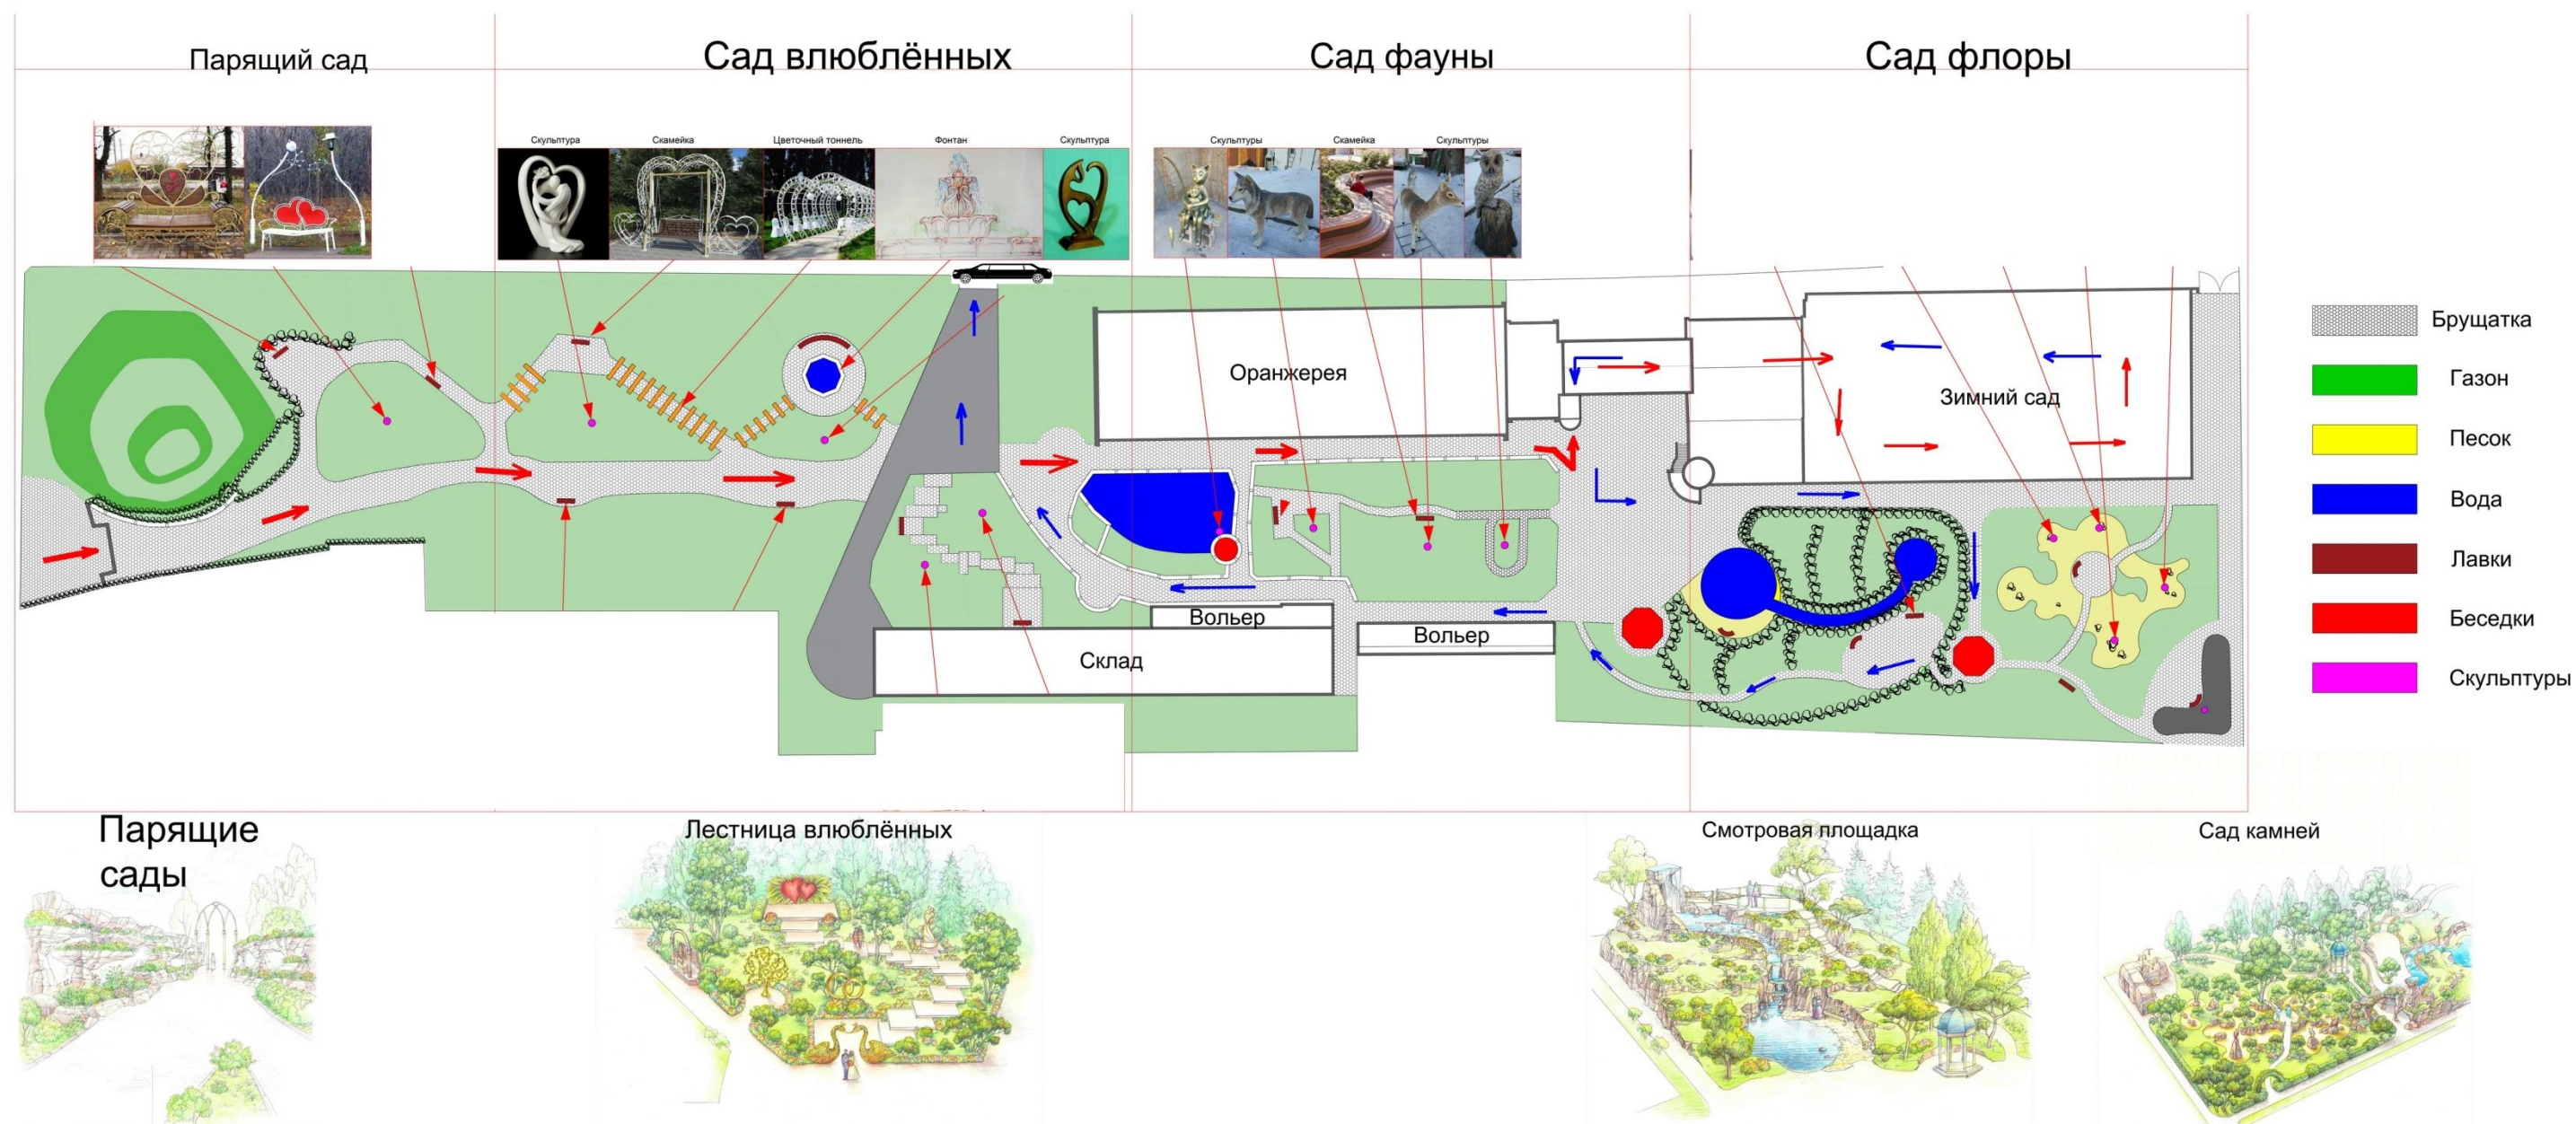 Парящий сад
Сад влюблённых
Сад фауны
Сад флоры
Скульптура
Скамейка
Цветочный тоннель
Фонтан
Скульптура
Скульптуры
Скамейка
Скульптуры
Оранжерея
Зимний сад
Вольер
Вольер
Склад
Брущатка
Газон
Песок
Вода
Лавки
Беседки
Скульптуры
Парящие
сады
Лестница влюблённых
Смотровая площадка
Сад камней